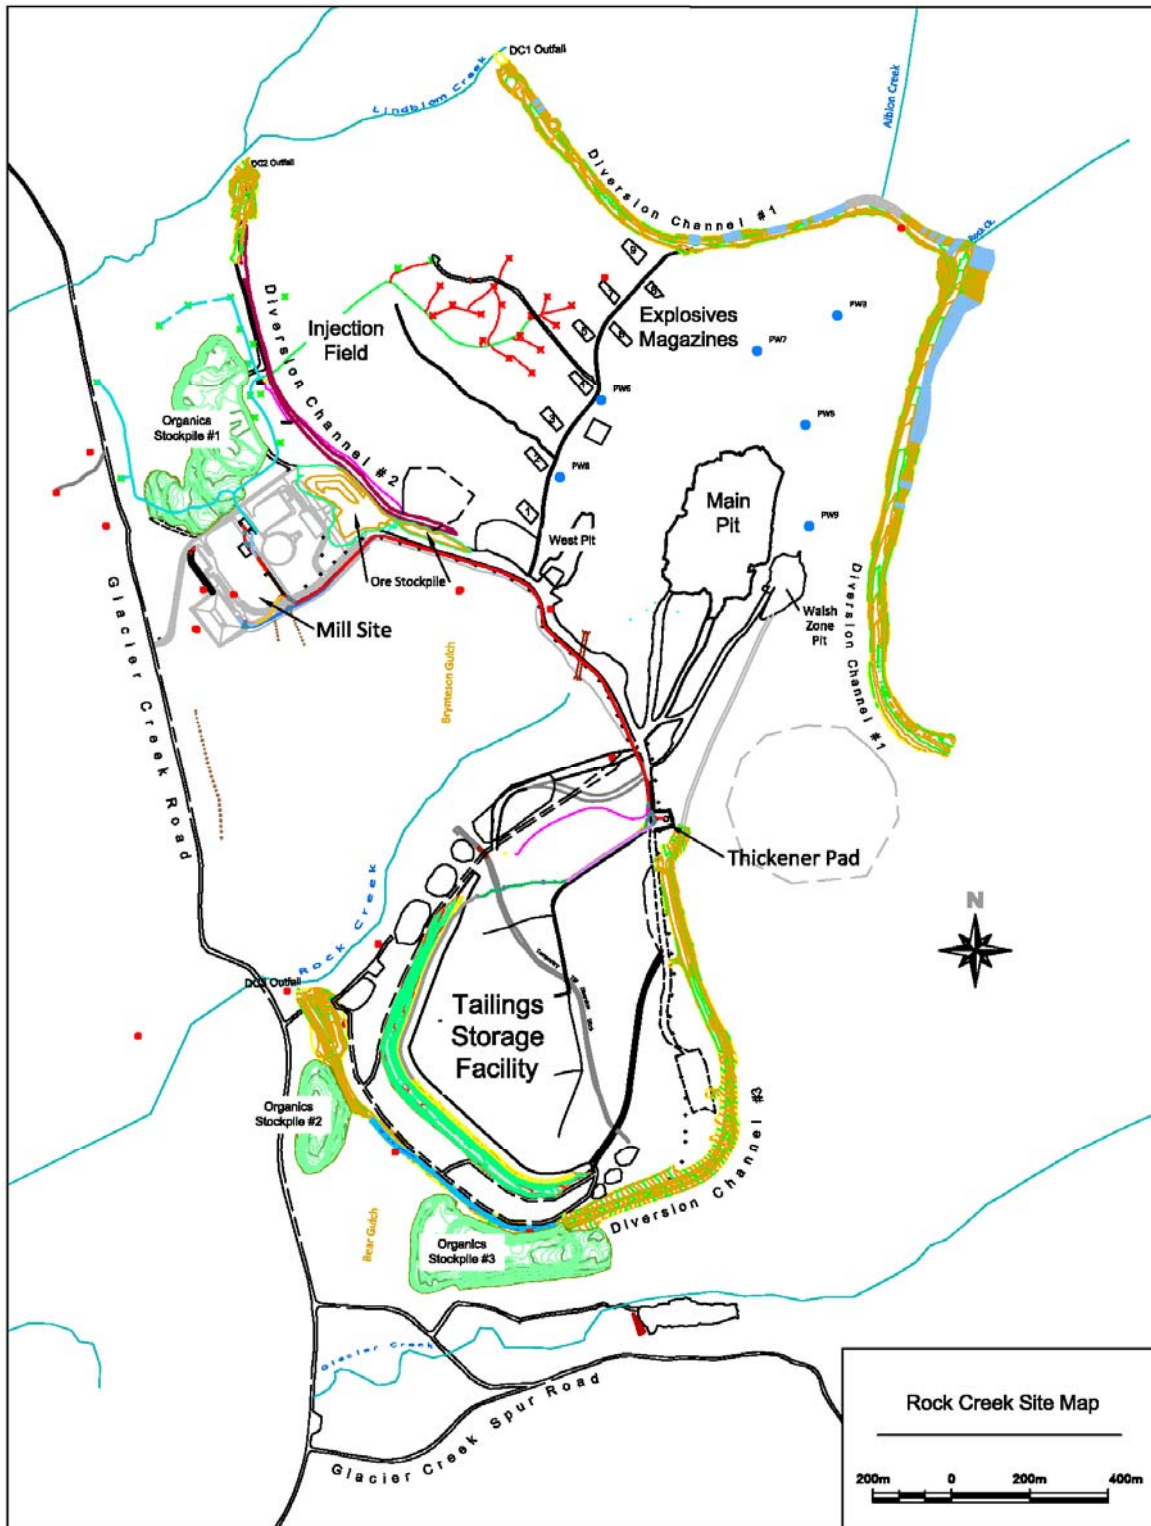 DC1 Outfall
Lindblom Creek
Albion Creek
DC2 Outfall
Diversion Channel #1
Rock Ck.
Diversion Channel #2
Injection
Field
Explosives
Magazines
PW3
PW7
PW6
PW5
PW8
PW9
Organics
Stockpile #1
Main
Pit
West Pit
Ore Stockpile
Walsh
Zone
Pit
Mill Site
Glacier Creek Road
Brynteson Gulch
Diversion Channel #1
Thickener Pad
N
Rock Creek
DC3 Outfall
Tailings
Storage
Facility
Organics
Stockpile #2
Diversion Channel #3
Bear Gulch
Organics
Stockpile #3
Glacier Creek
Glacier Creek Spur Road
Rock Creek Site Map
200m 0 200m 400m